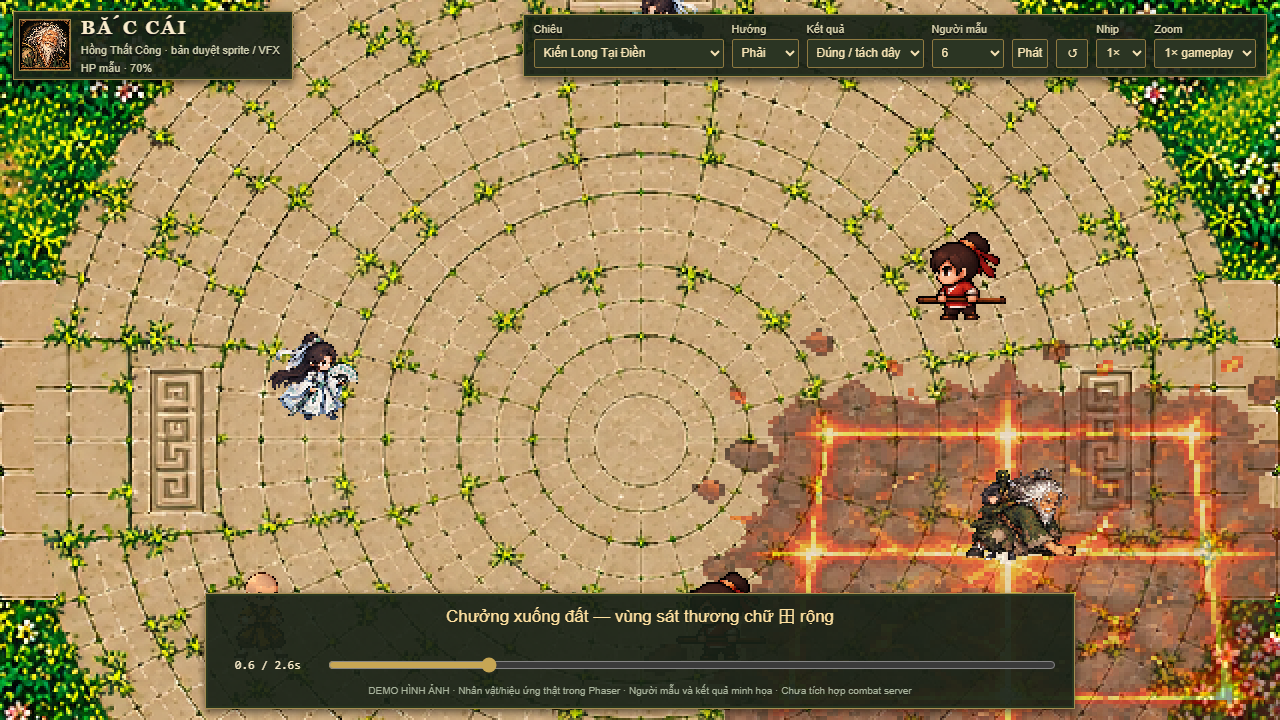 BẮC CÁI
Hồng Thất Công · bản duyệt sprite / VFX
HP mẫu · 70%
Chiêu
Hướng
Kết quả
Người mẫu
Nhịp
Zoom
Kiến Long Tại Điền
Phải
Đúng / tách dây
6
Phát
↺
1×
1× gameplay
Chưởng xuống đất — vùng sát thương chữ 田 rộng
0.6 / 2.6s
DEMO HÌNH ẢNH · Nhân vật/hiệu ứng thật trong Phaser · Người mẫu và kết quả minh họa · Chưa tích hợp combat server